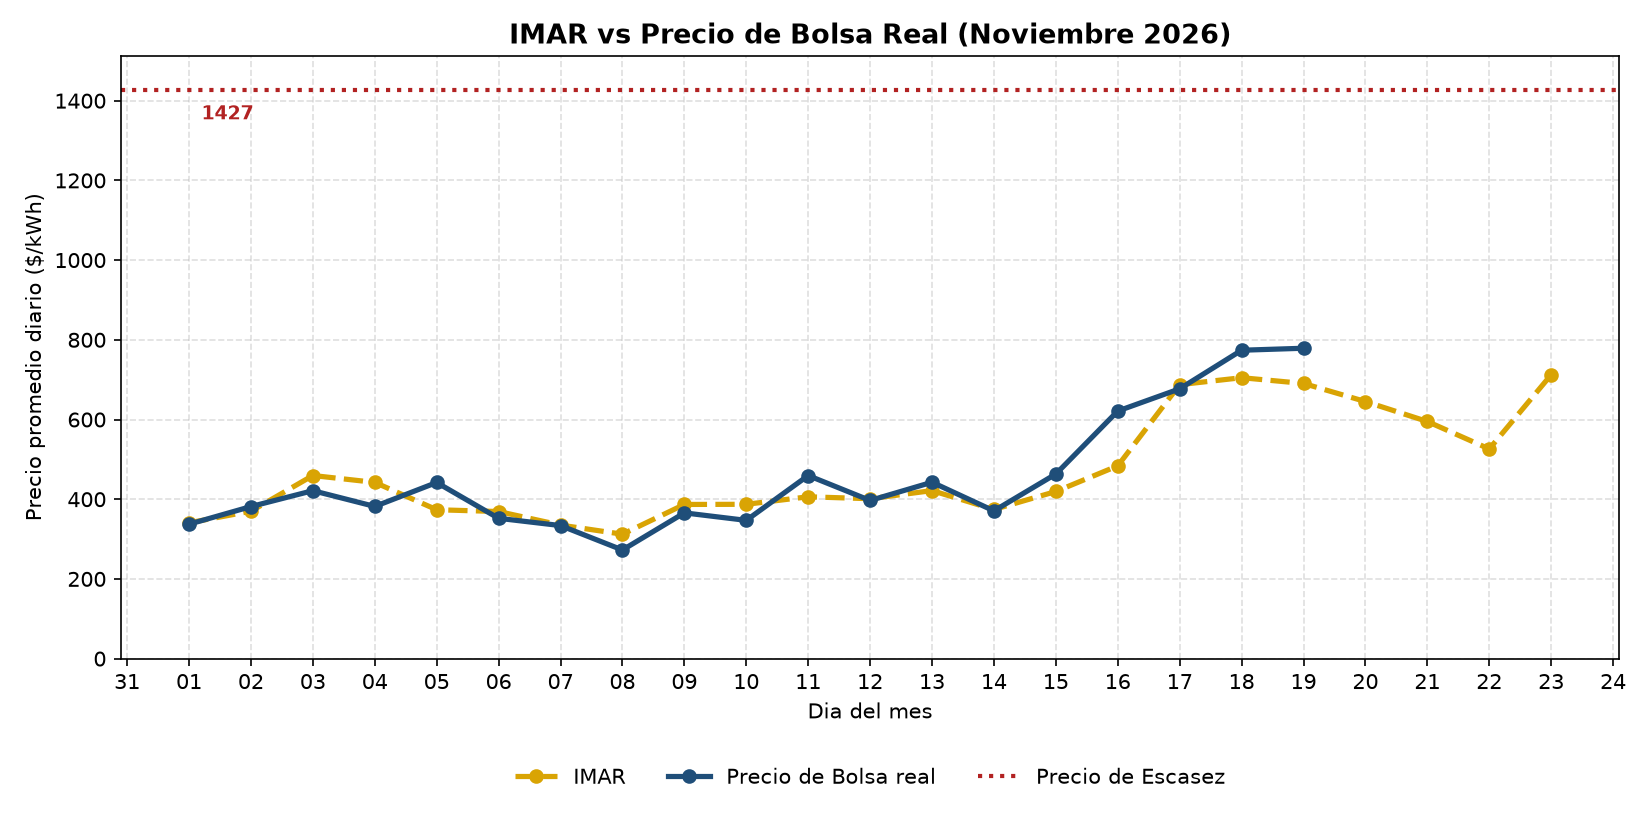 IMAR vs Precio de Bolsa Real (Noviembre 2026)
Precio promedio diario ($/kWh)
1400
1200
1000
800
600
400
200
0
1427
31 01 02 03 04 05 06 07 08 09 10 11 12 13 14 15 16 17 18 19 20 21 22 23 24
Dia del mes
IMAR Precio de Bolsa real Precio de Escasez